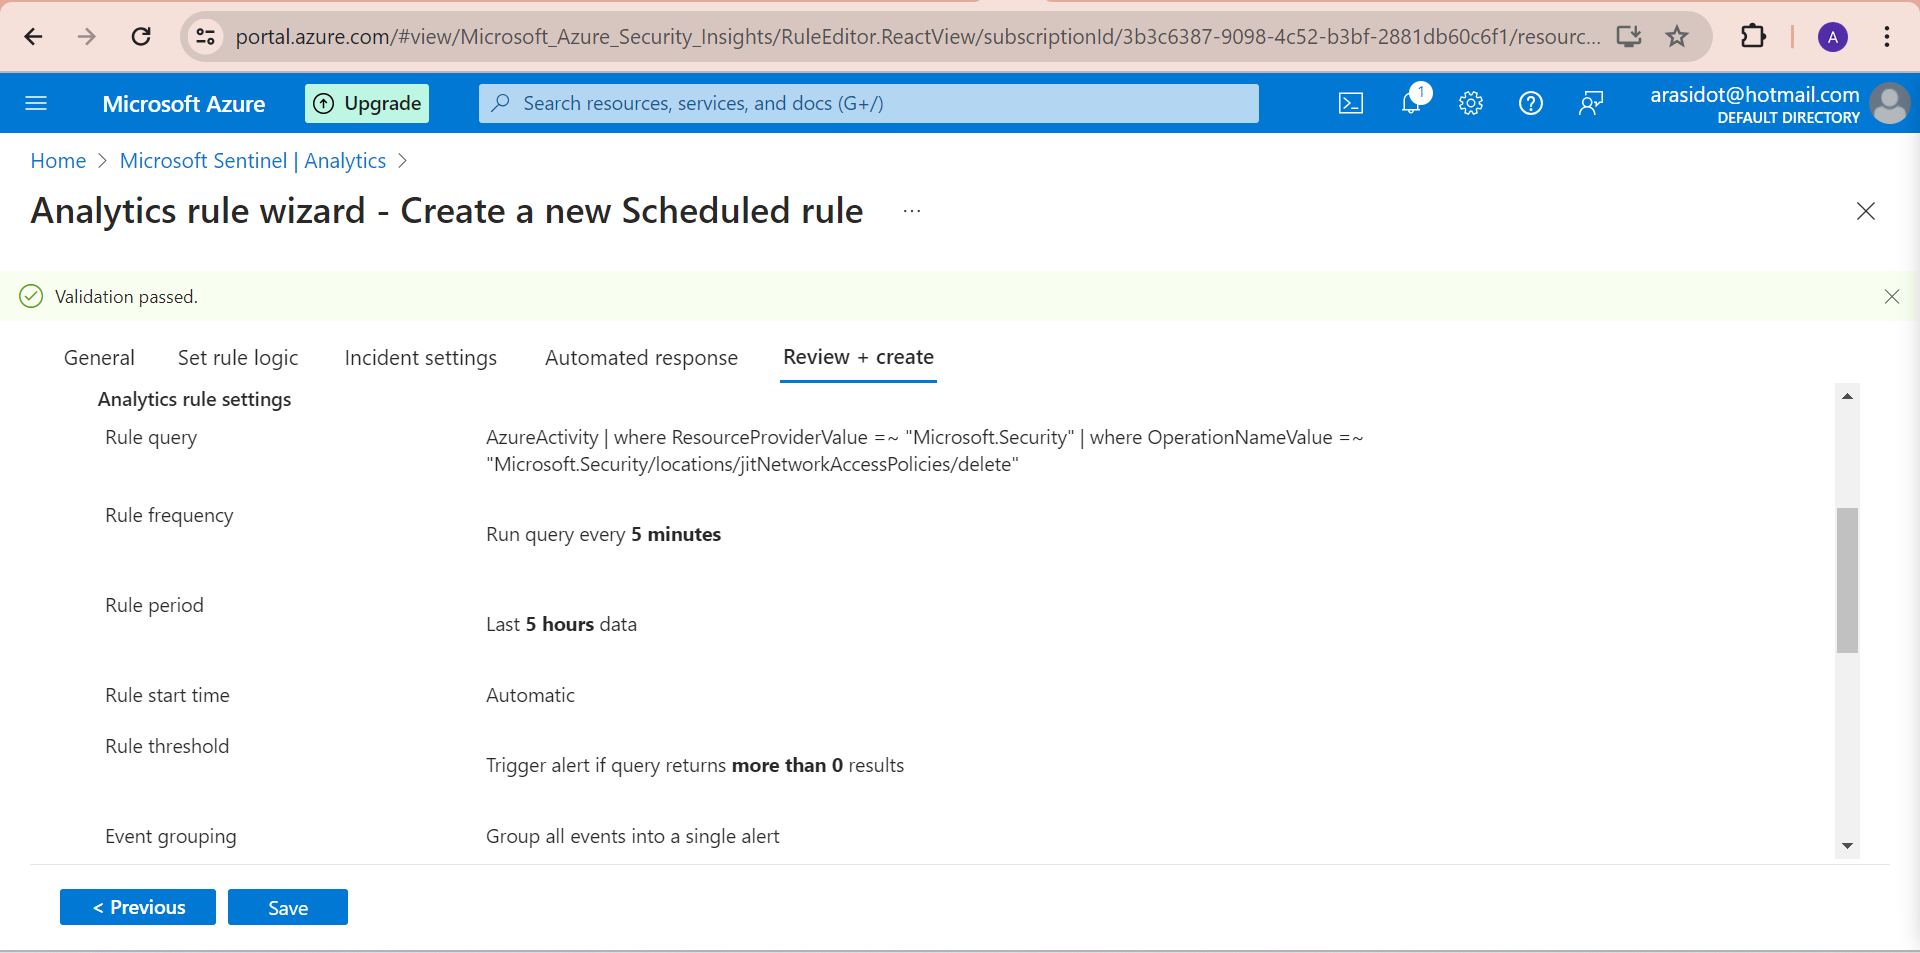 portal.azure.com/#view/Microsoft_Azure_Security_Insights/RuleEditor.ReactView/subscriptionId/3b3c6387-9098-4c52-b3bf-2881db60c6f1/resourc...
A
Microsoft Azure
Upgrade
Search resources, services, and docs (G+/)
1
arasidot@hotmail.com
DEFAULT DIRECTORY
Home > Microsoft Sentinel | Analytics >
Analytics rule wizard - Create a new Scheduled rule ...
Validation passed.
General Set rule logic Incident settings Automated response Review + create
Analytics rule settings
Rule query
AzureActivity | where ResourceProviderValue =~ "Microsoft.Security" | where OperationNameValue =~
"Microsoft.Security/locations/jitNetworkAccessPolicies/delete"
Rule frequency
Run query every 5 minutes
Rule period
Last 5 hours data
Rule start time
Automatic
Rule threshold
Trigger alert if query returns more than 0 results
Event grouping
Group all events into a single alert
< Previous
Save